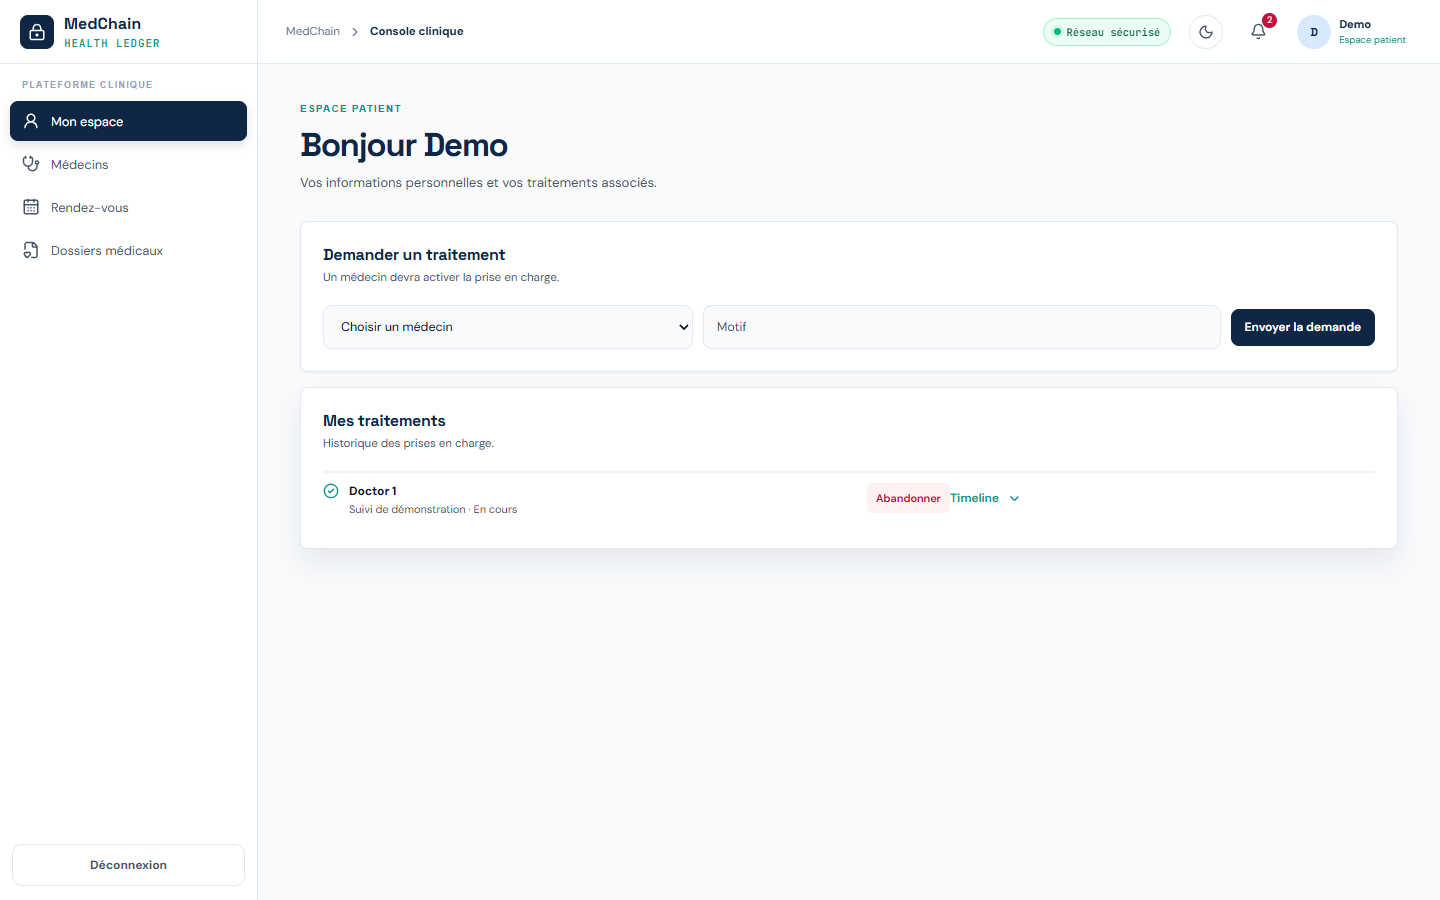 MedChain
HEALTH LEDGER
PLATEFORME CLINIQUE
Mon espace
Médecins
Rendez-vous
Dossiers médicaux
Déconnexion
MedChain > Console clinique
Réseau sécurisé
2
D
Demo
Espace patient
ESPACE PATIENT
Bonjour Demo
Vos informations personnelles et vos traitements associés.
Demander un traitement
Un médecin devra activer la prise en charge.
Choisir un médecin
Motif
Envoyer la demande
Mes traitements
Historique des prises en charge.
Doctor 1
Suivi de démonstration · En cours
Abandonner
Timeline